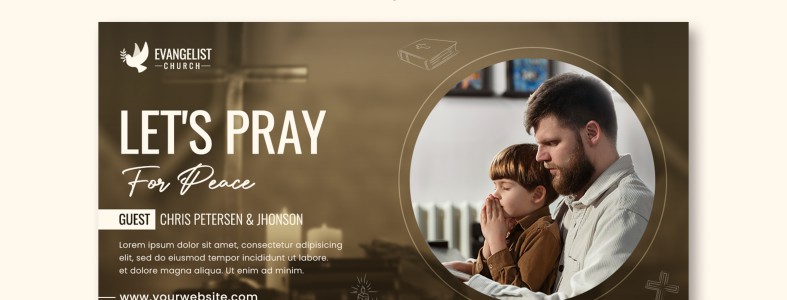 EVANGELIST
CHURCH
LET'S PRAY
For Peace
GUEST CHRIS PETERSEN & JHONSON
Lorem ipsum dolor sit amet, consectetur adipisicing
elit, sed do eiusmod tempor incididunt ut labore.
et dolore magna aliqua. Ut enim ad minim.
www.yourwebsite.com